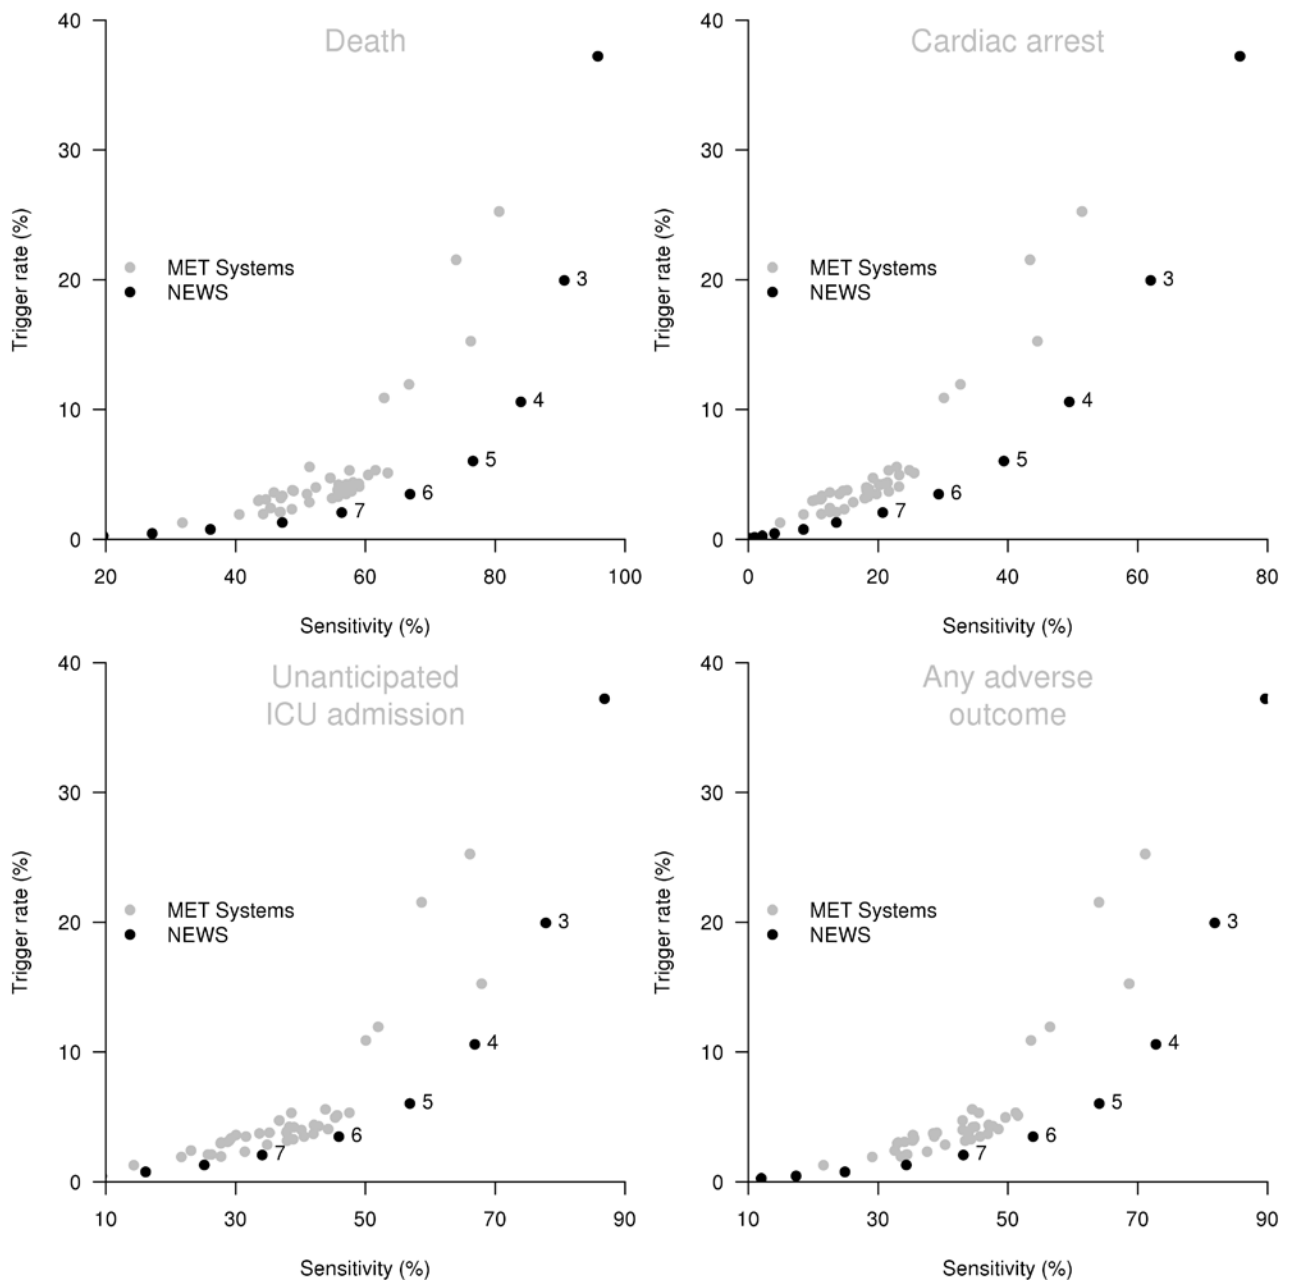 Death
40
30
20
10
0
Trigger rate (%)
MET Systems
NEWS
3
4
5
6
7
20 40 60 80 100
Sensitivity (%)
Cardiac arrest
40
30
20
10
0
Trigger rate (%)
MET Systems
NEWS
3
4
5
6
7
0 20 40 60 80
Sensitivity (%)
Unanticipated
ICU admission
40
30
20
10
0
Trigger rate (%)
MET Systems
NEWS
3
4
5
6
7
10 30 50 70 90
Sensitivity (%)
Any adverse
outcome
40
30
20
10
0
Trigger rate (%)
MET Systems
NEWS
3
4
5
6
7
10 30 50 70 90
Sensitivity (%)